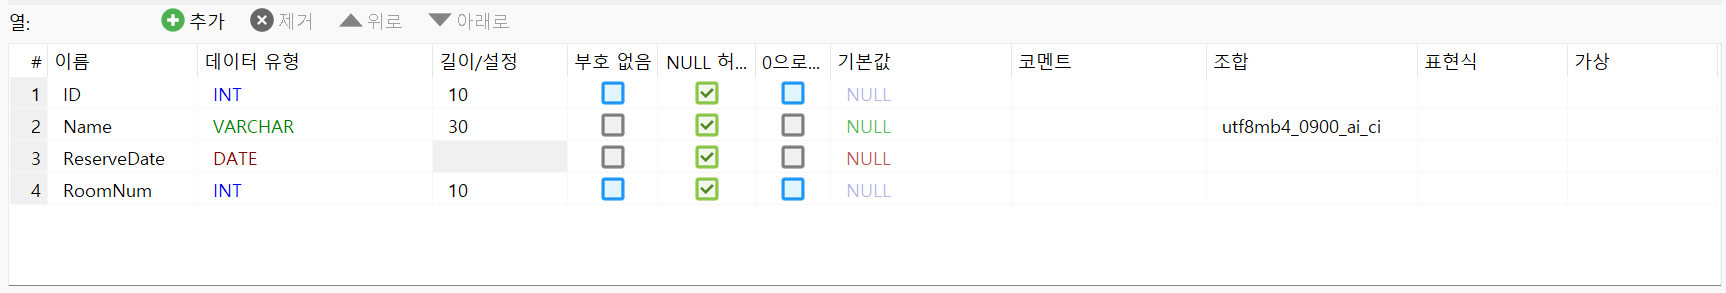 열: 추가 제거 위로 아래로
# 이름 데이터 유형 길이/설정 부호 없음 NULL 허... 0으로... 기본값 코멘트 조합 표현식 가상
1 ID INT 10 NULL
2 Name VARCHAR 30 NULL utf8mb4_0900_ai_ci
3 ReserveDate DATE NULL
4 RoomNum INT 10 NULL